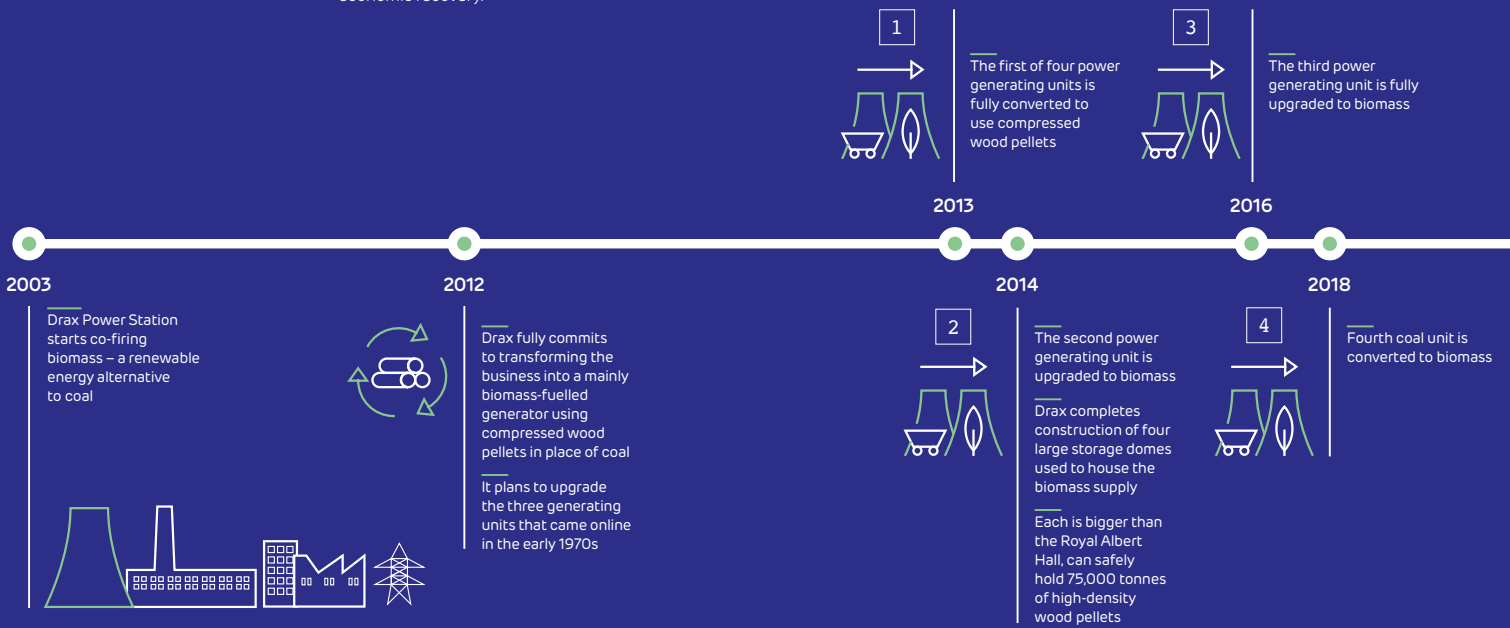 economic recovery.
1
The first of four power
generating units is
fully converted to
use compressed
wood pellets
2013
3
The third power
generating unit is fully
upgraded to biomass
2016
2003
Drax Power Station
starts co-firing
biomass – a renewable
energy alternative
to coal
2012
Drax fully commits
to transforming the
business into a mainly
biomass-fuelled
generator using
compressed wood
pellets in place of coal
It plans to upgrade
the three generating
units that came online
in the early 1970s
2014
2
The second power
generating unit is
upgraded to biomass
Drax completes
construction of four
large storage domes
used to house the
biomass supply
Each is bigger than
the Royal Albert
Hall, can safely
hold 75,000 tonnes
of high-density
wood pellets
2018
4
Fourth coal unit is
converted to biomass